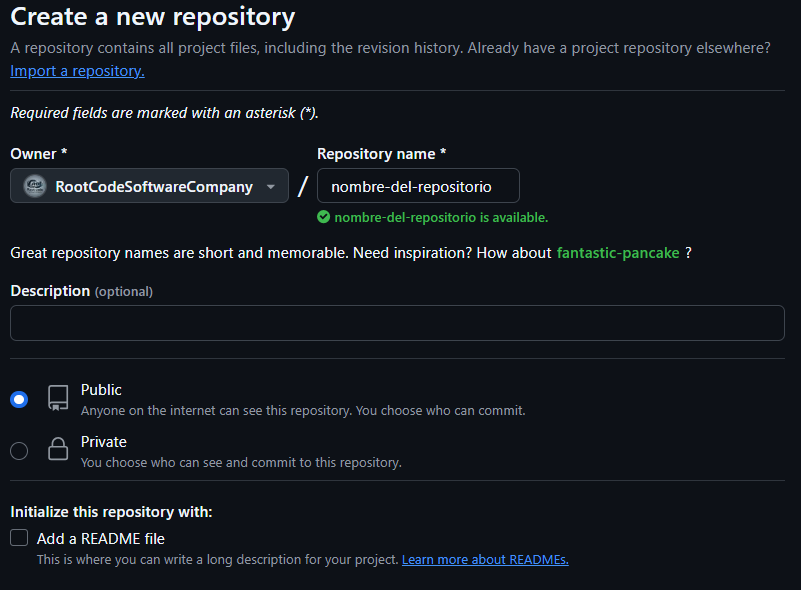 Create a new repository
A repository contains all project files, including the revision history. Already have a project repository elsewhere?
Import a repository.
Required fields are marked with an asterisk (*).
Owner *
Repository name *
RootCodeSoftwareCompany
/
nombre-del-repositorio
nombre-del-repositorio is available.
Great repository names are short and memorable. Need inspiration? How about fantastic-pancake ?
Description (optional)
Public
Anyone on the internet can see this repository. You choose who can commit.
Private
You choose who can see and commit to this repository.
Initialize this repository with:
Add a README file
This is where you can write a long description for your project. Learn more about READMEs.